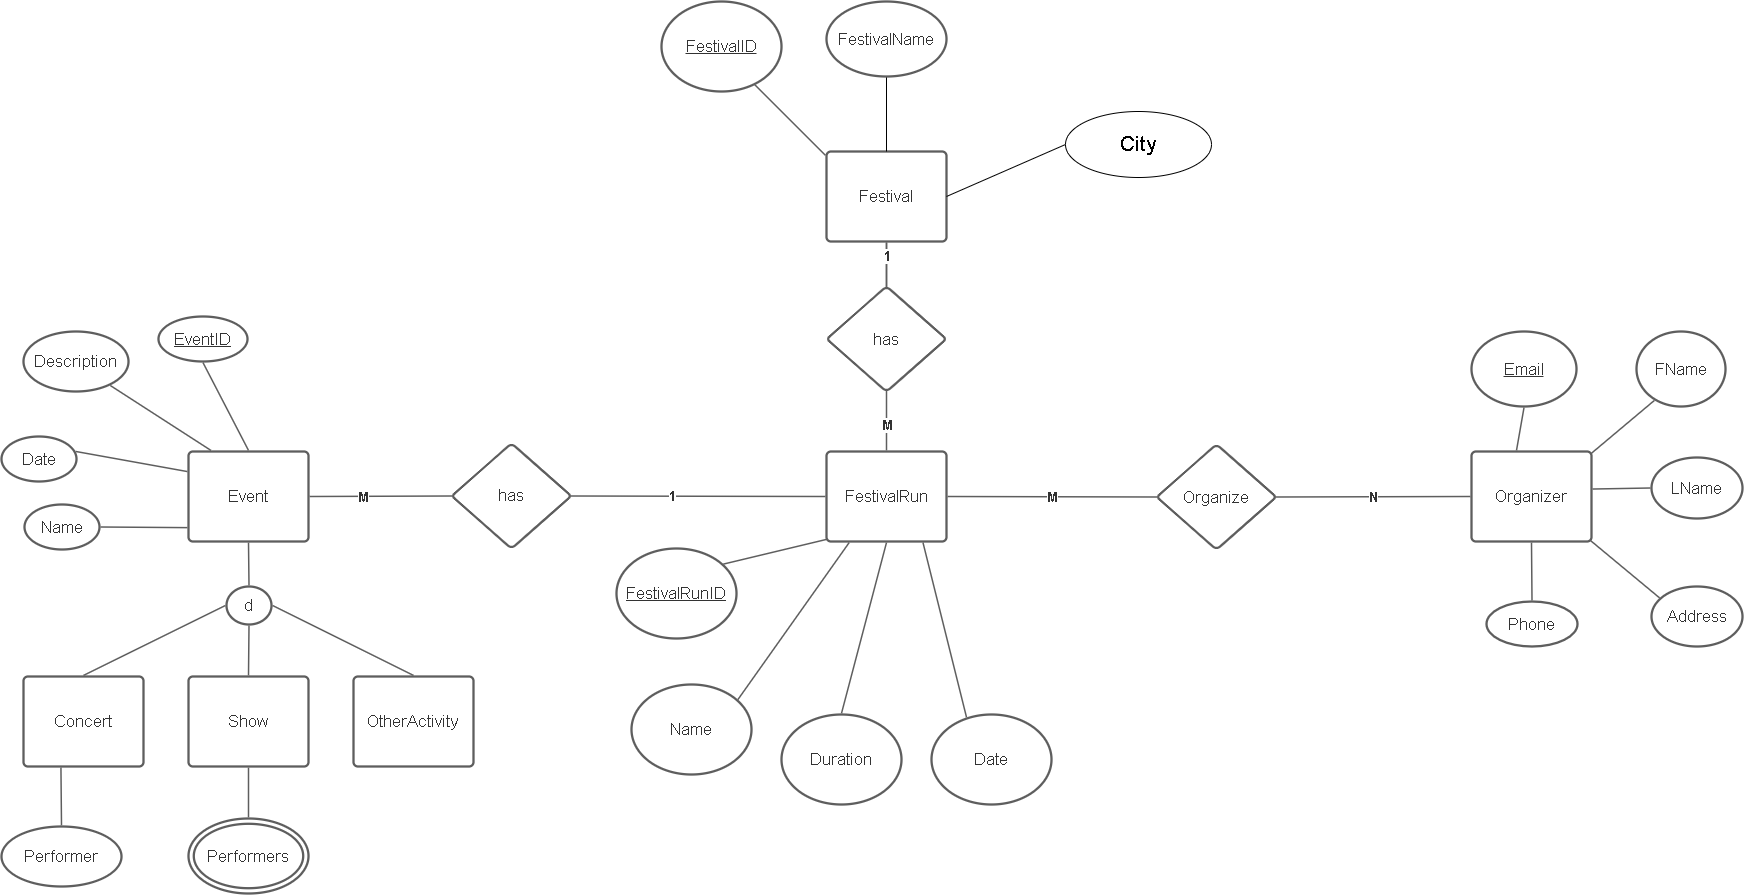 FestivalID
FestivalName
City
Festival
1
has
M
Description
EventID
Date
Name
Event
M
has
1
FestivalRun
M
Organize
N
Organizer
Email
FName
LName
Address
Phone
FestivalRunID
Name
Duration
Date
d
Concert
Show
OtherActivity
Performer
Performers